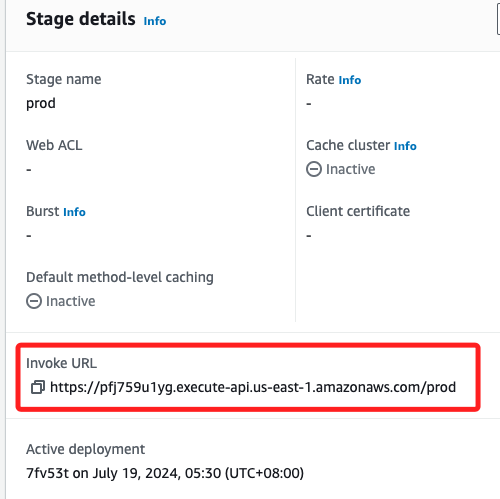 Stage details Info
Stage name
prod
Rate Info
-
Web ACL
-
Cache cluster Info
Inactive
Burst Info
-
Client certificate
-
Default method-level caching
Inactive
Invoke URL
https://pfj759u1yg.execute-api.us-east-1.amazonaws.com/prod
Active deployment
7fv53t on July 19, 2024, 05:30 (UTC+08:00)